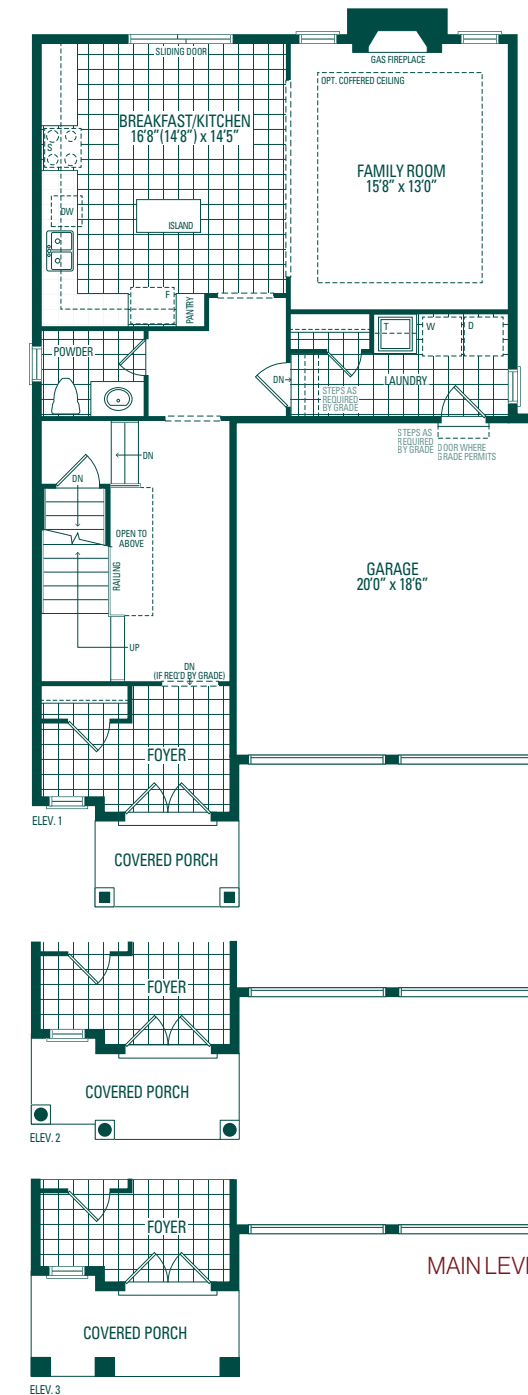 SLIDING DOOR
GAS FIREPLACE
OPT. COFFERED CEILING
BREAKFAST/KITCHEN
16'8" (14'8") x 14'5"
S
FAMILY ROOM
15'8" x 13'0"
DW
ISLAND
F
PANTRY
T
W
D
POWDER
DN
LAUNDRY
STEPS AS
REQUIRED
BY GRADE
STEPS AS
REQUIRED
BY GRADE
DOOR WHERE
GRADE PERMITS
DN
DN
OPEN TO
ABOVE
RAILING
GARAGE
20'0" x 18'6"
UP
DN
(IF REQ'D BY GRADE)
FOYER
ELEV. 1
COVERED PORCH
FOYER
COVERED PORCH
ELEV. 2
FOYER
MAIN LEVE
COVERED PORCH
ELEV. 3